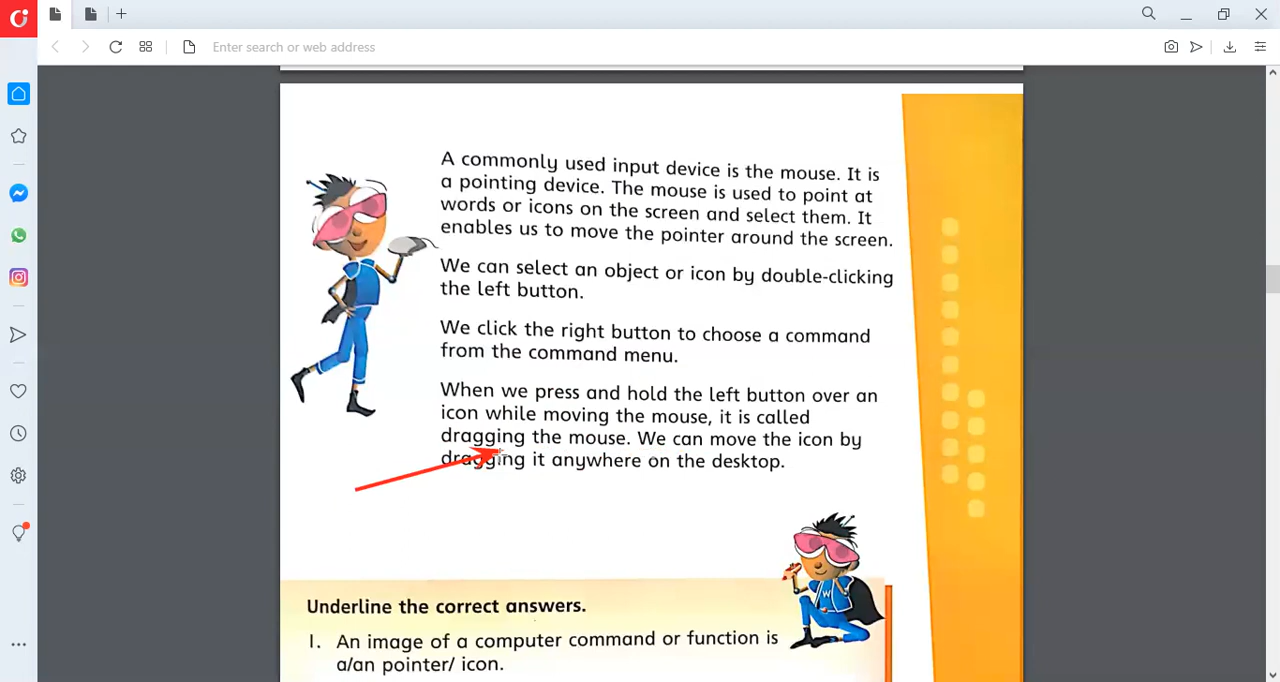 Enter search or web address
A commonly used input device is the mouse. It is
a pointing device. The mouse is used to point at
words or icons on the screen and select them. It
enables us to move the pointer around the screen.
We can select an object or icon by double-clicking
the left button.
We click the right button to choose a command
from the command menu.
When we press and hold the left button over an
icon while moving the mouse, it is called
dragging the mouse. We can move the icon by
dragging it anywhere on the desktop.
W
Underline the correct answers.
1. An image of a computer command or function is
a/an pointer/ icon.